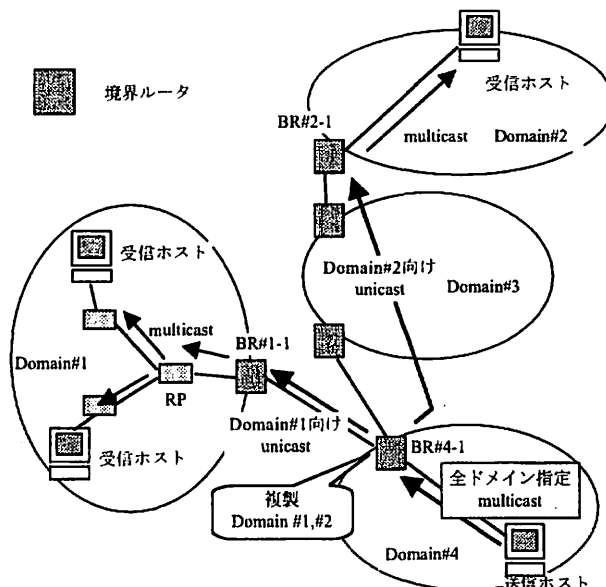 受信ホスト
境界ルータ
BR#2-1
multicast Domain#2
受信ホスト
Domain#2向け
unicast
Domain#3
multicast
BR#1-1
Domain#1
RP
Domain#1向け
unicast
受信ホスト
BR#4-1
全ドメイン指定
multicast
複製
Domain #1,#2
Domain#4
送信ホスト